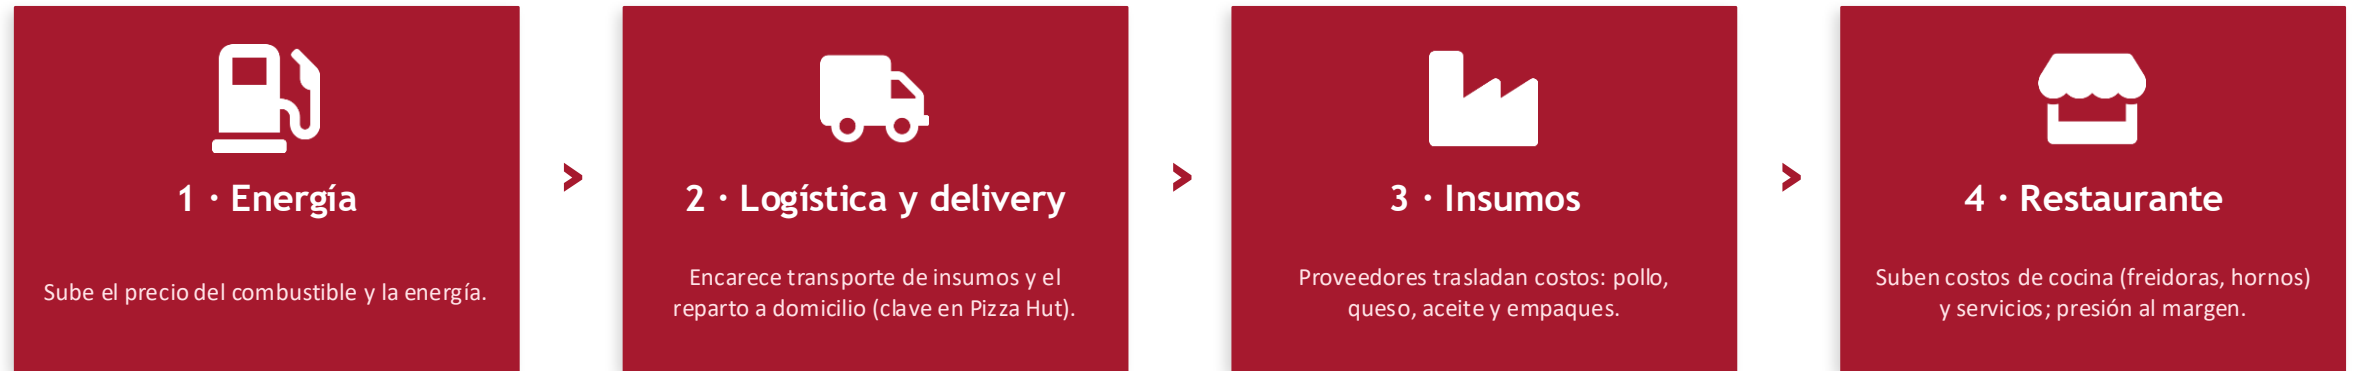 1 · Energía
Sube el precio del combustible y la energía.
>
2 · Logística y delivery
Encarece transporte de insumos y el
reparto a domicilio (clave en Pizza Hut).
>
3 · Insumos
Proveedores trasladan costos: pollo,
queso, aceite y empaques.
>
4 · Restaurante
Suben costos de cocina (freidoras, hornos)
y servicios; presión al margen.